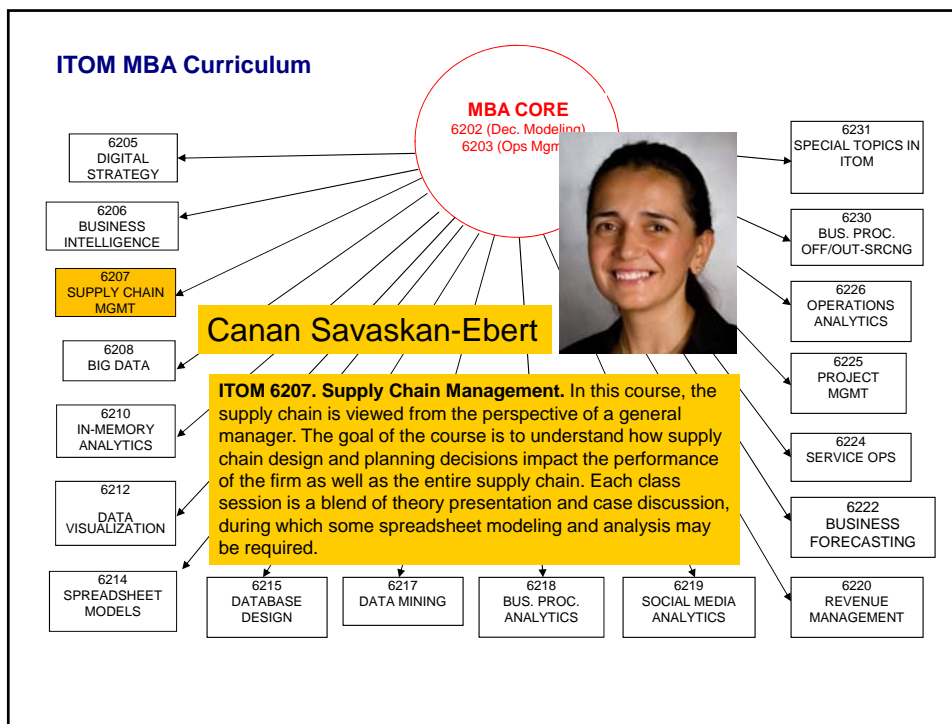 ITOM MBA Curriculum
MBA CORE
6202 (Dec. Modeling)
6203 (Ops Mgm
6205
DIGITAL
STRATEGY
6206
BUSINESS
INTELLIGENCE
6207
SUPPLY CHAIN
MGMT
6208
BIG DATA
6210
IN-MEMORY
ANALYTICS
6212
DATA
VISUALIZATION
6214
SPREADSHEET
MODELS
Canan Savaskan-Ebert
ITOM 6207. Supply Chain Management. In this course, the
supply chain is viewed from the perspective of a general
manager. The goal of the course is to understand how supply
chain design and planning decisions impact the performance
of the firm as well as the entire supply chain. Each class
session is a blend of theory presentation and case discussion,
during which some spreadsheet modeling and analysis may
be required.
6215
DATABASE
DESIGN
6217
DATA MINING
6218
BUS. PROC.
ANALYTICS
6219
SOCIAL MEDIA
ANALYTICS
6231
SPECIAL TOPICS IN
ITOM
6230
BUS. PROC.
OFF/OUT-SRCNG
6226
OPERATIONS
ANALYTICS
6225
PROJECT
MGMT
6224
SERVICE OPS
6222
BUSINESS
FORECASTING
6220
REVENUE
MANAGEMENT